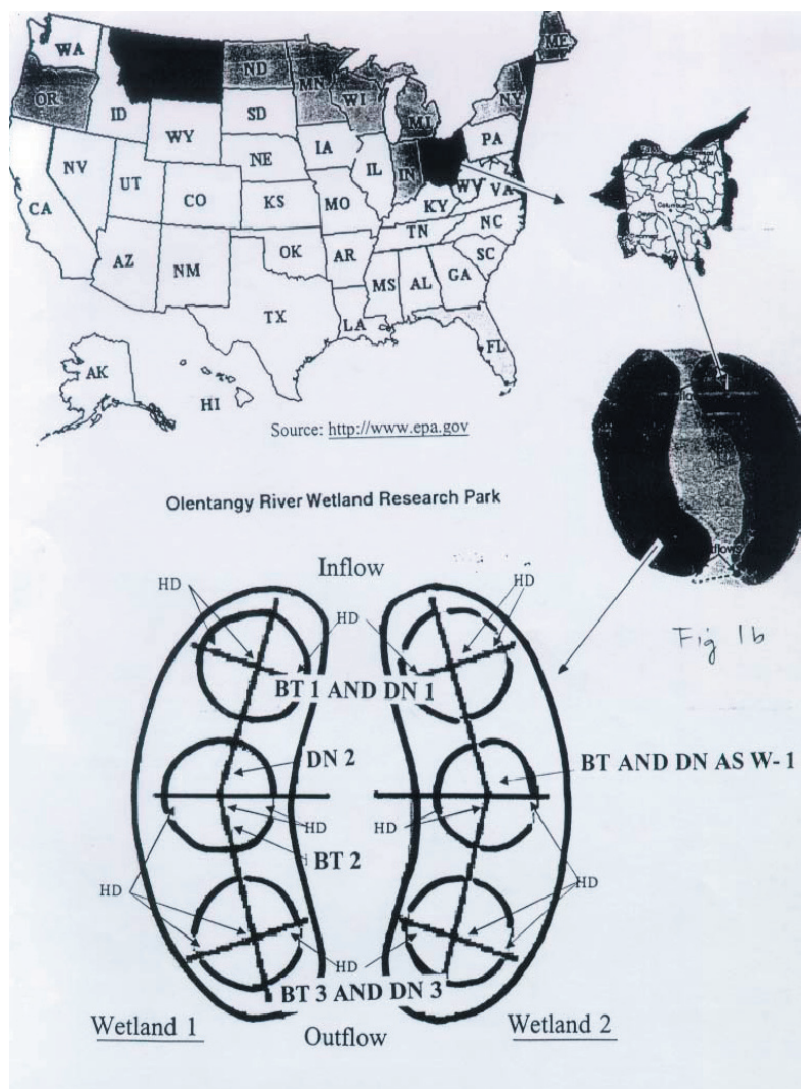 WA
ME
ND
MN
OR
ID
SD
WI
NY
MI
WY
IA
PA
NE
NV
IL
IN
UT
CO
WV
VA
CA
KS
MO
KY
NC
TN
OK
AR
SC
AZ
NM
MS
AL
GA
TX
LA
FL
AK
HI
Columbus
Source: http://www.epa.gov
Olentangy River Wetland Research Park
Fig 1b
Inflow
HD
HD
HD
BT 1 AND DN 1
DN 2
BT AND DN AS W-1
HD
HD
BT 2
HD
HD
HD
BT 3 AND DN 3
Wetland 1
Outflow
Wetland 2